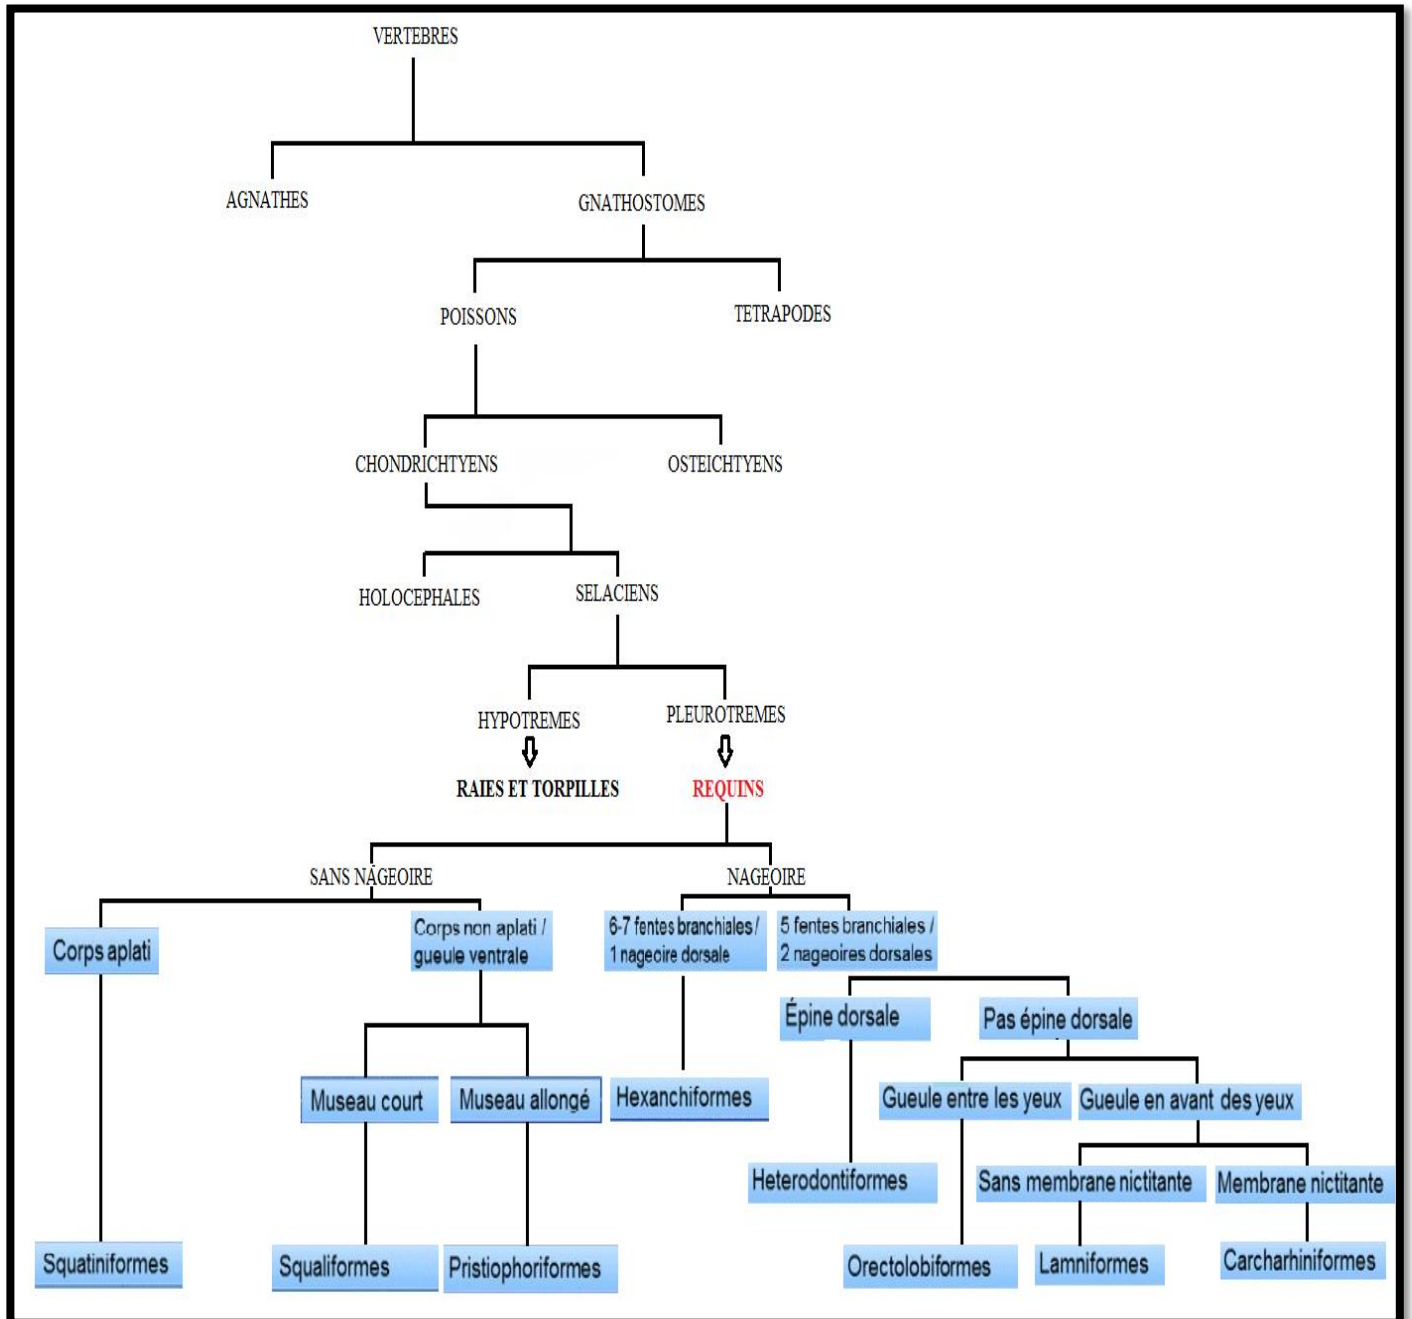 VERTEBRES
AGNATHES
GNATHOSTOMES
POISSONS
TETRAPODES
CHONDRICHTYENS
OSTEICHTYENS
HOLOCEPHALES
SELACIENS
HYPOTREMES
PLEUROTREMES
RAIES ET TORPILLES
REQUINS
SANS NAGEOIRE
NAGEOIRE
Corps aplati
Corps non aplati /
gueule ventrale
6-7 fentes branchiales /
1 nageoire dorsale
5 fentes branchiales /
2 nageoires dorsales
Épine dorsale
Pas épine dorsale
Museau court
Museau allongé
Hexanchiformes
Gueule entre les yeux
Gueule en avant des yeux
Heterodontiformes
Sans membrane nictitante
Membrane nictitante
Squatiniformes
Squaliformes
Pristiophoriformes
Orectolobiformes
Lamniformes
Carcharhiniformes